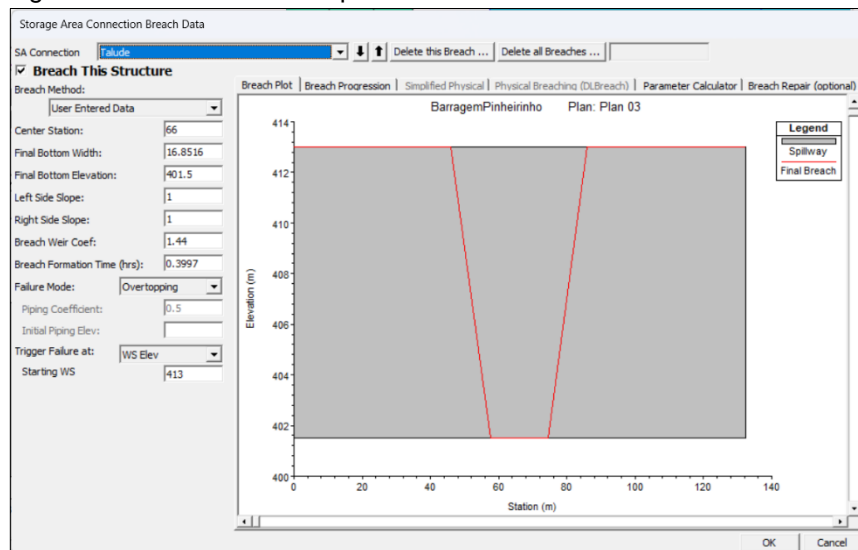 Storage Area Connection Breach Data
SA Connection Talude Delete this Breach ... Delete all Breaches ...
Breach This Structure
Breach Method:
User Entered Data
Center Station: 66
Final Bottom Width: 16.8516
Final Bottom Elevation: 401.5
Left Side Slope: 1
Right Side Slope: 1
Breach Weir Coef: 1.44
Breach Formation Time (hrs): 0.3997
Failure Mode: Overtopping
Piping Coefficient: 0.5
Initial Piping Elev:
Trigger Failure at: WS Elev
Starting WS 413
Breach Plot Breach Progression Simplified Physical Physical Breaching (DLBreach) Parameter Calculator Breach Repair (optional)
BarragemPinheirinho Plan: Plan 03
414
412
410
408
406
404
402
400
Elevation (m)
0 20 40 60 80 100 120 140
Station (m)
Legend
Spillway
Final Breach
OK Cancel